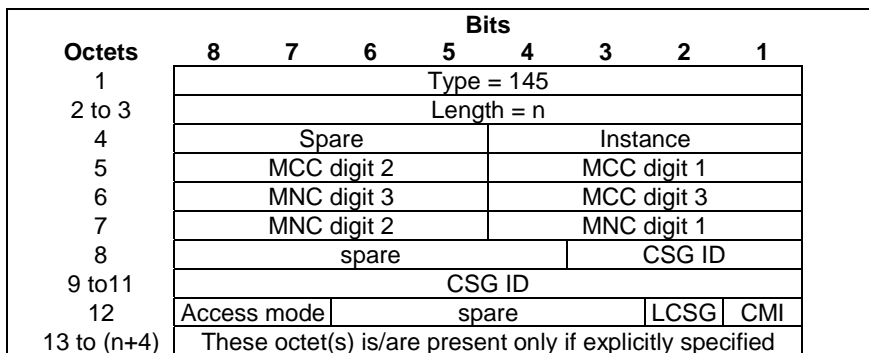 Bits
Octets 8 7 6 5 4 3 2 1
1 Type = 145
2 to 3 Length = n
4 Spare Instance
5 MCC digit 2 MCC digit 1
6 MNC digit 3 MCC digit 3
7 MNC digit 2 MNC digit 1
8 spare CSG ID
9 to11 CSG ID
12 Access mode spare LCSG CMI
13 to (n+4) These octet(s) is/are present only if explicitly specified